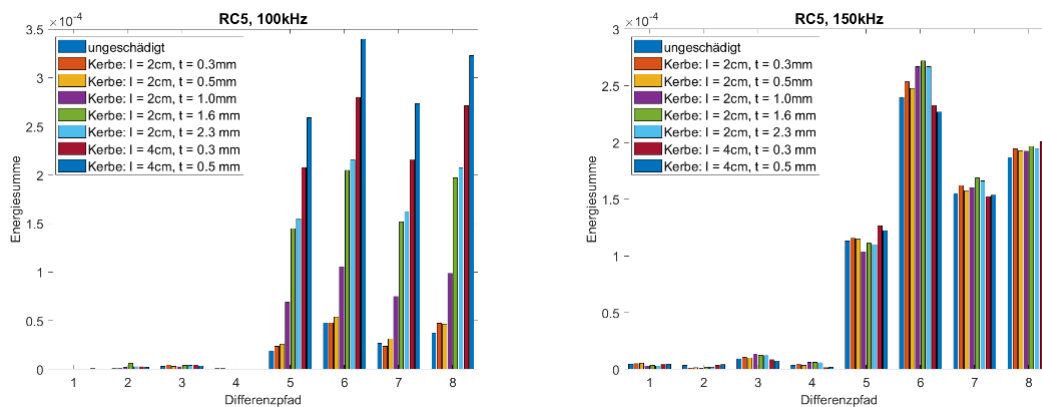 RC5, 100kHz
×10⁻⁴
3.5
3
2.5
2
1.5
1
0.5
0
Energiesumme
ungeschädigt
Kerbe: l = 2cm, t = 0.3mm
Kerbe: l = 2cm, t = 0.5mm
Kerbe: l = 2cm, t = 1.0mm
Kerbe: l = 2cm, t = 1.6 mm
Kerbe: l = 2cm, t = 2.3 mm
Kerbe: l = 4cm, t = 0.3 mm
Kerbe: l = 4cm, t = 0.5 mm
1 2 3 4 5 6 7 8
Differenzpfad
RC5, 150kHz
×10⁻⁴
3
2.5
2
1.5
1
0.5
0
Energiesumme
ungeschädigt
Kerbe: l = 2cm, t = 0.3mm
Kerbe: l = 2cm, t = 0.5mm
Kerbe: l = 2cm, t = 1.0mm
Kerbe: l = 2cm, t = 1.6 mm
Kerbe: l = 2cm, t = 2.3 mm
Kerbe: l = 4cm, t = 0.3 mm
Kerbe: l = 4cm, t = 0.5 mm
1 2 3 4 5 6 7 8
Differenzpfad